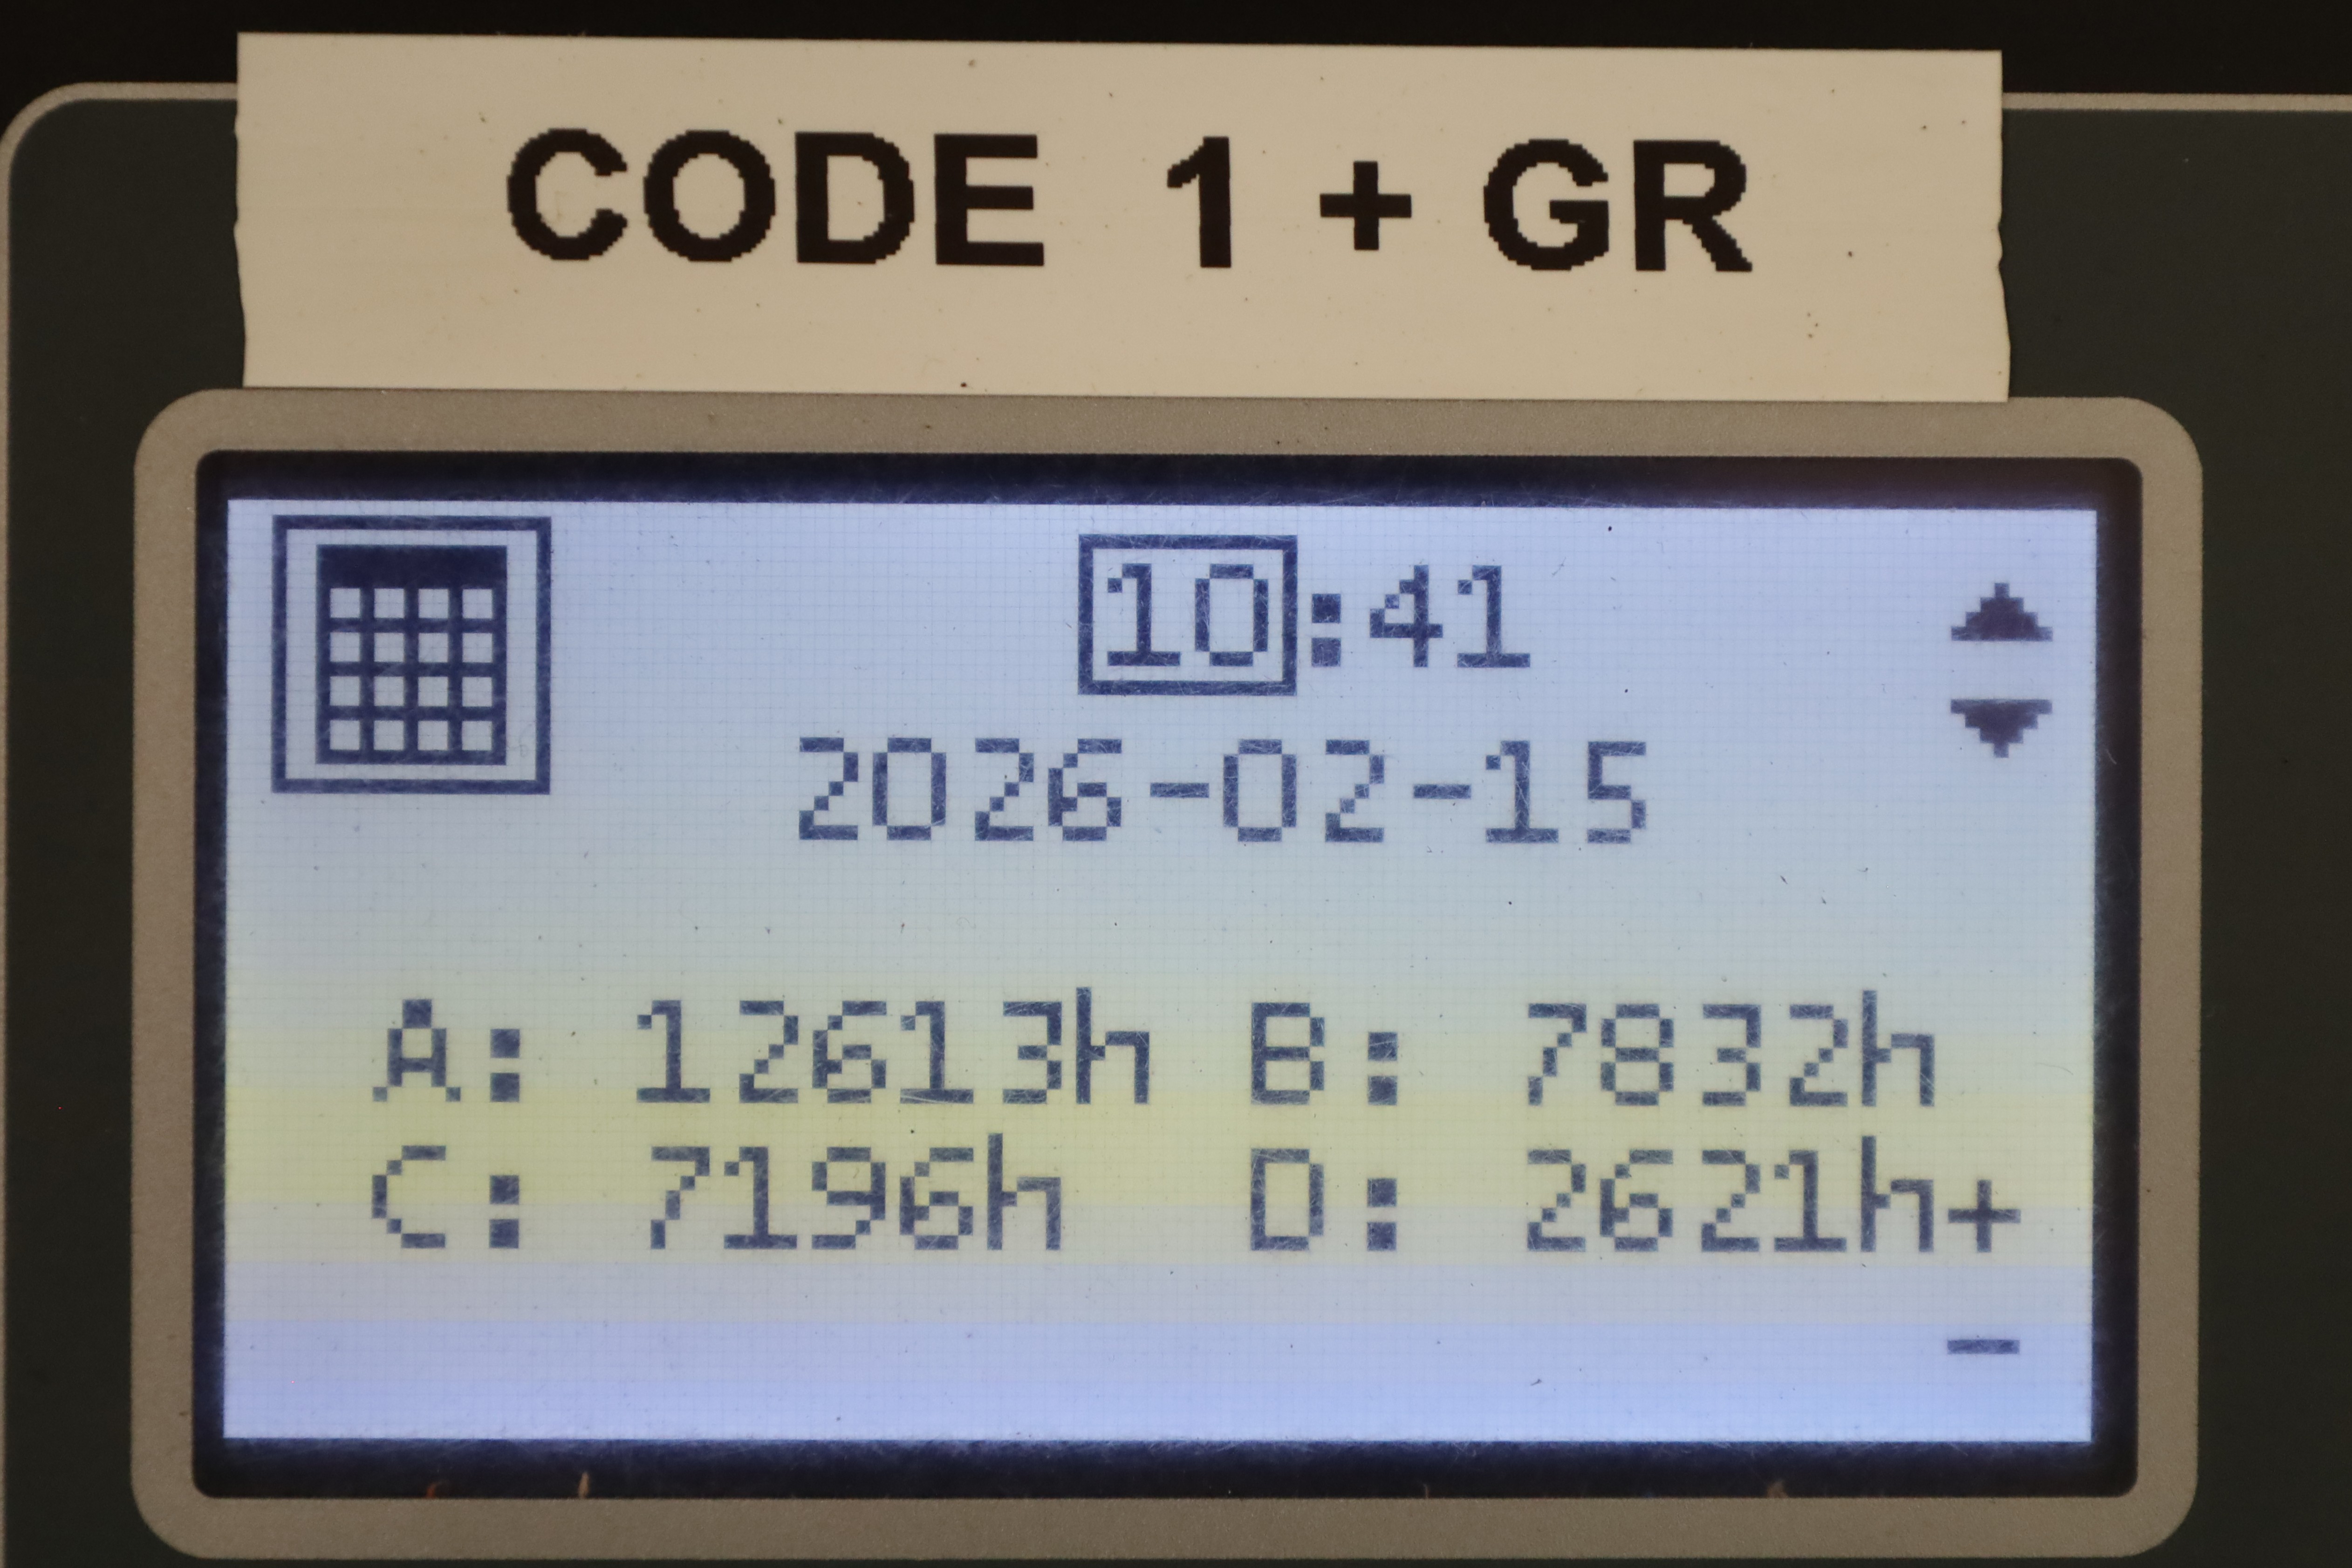 CODE 1 + GR
10:41
2026-02-15
A: 12613h B: 7832h
C: 7196h D: 2621h+
-